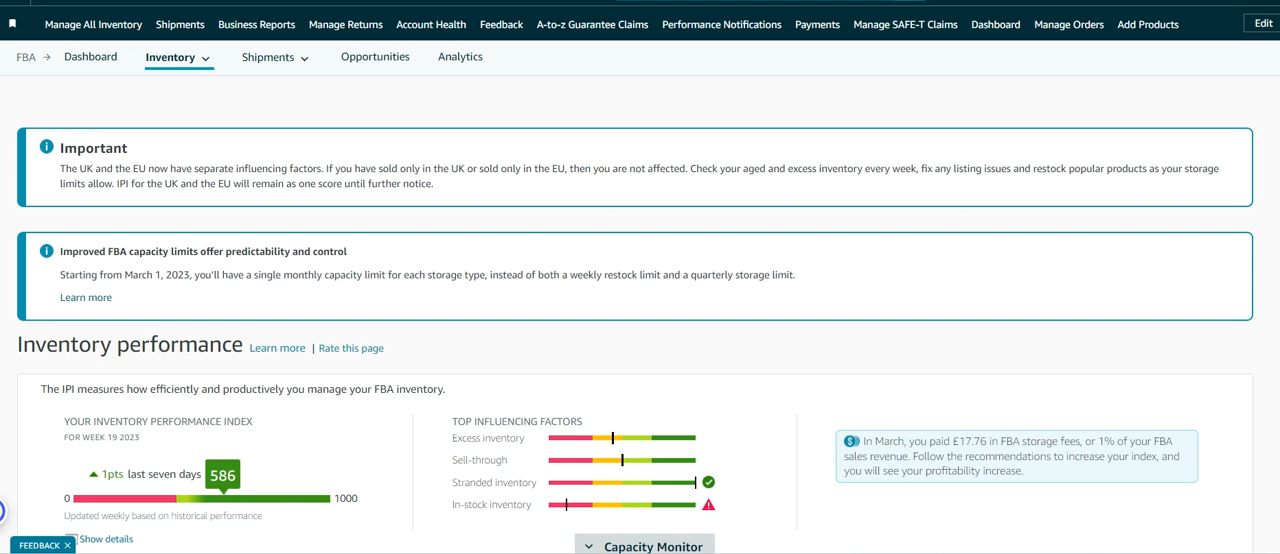 Manage All Inventory Shipments Business Reports Manage Returns Account Health Feedback A-to-z Guarantee Claims Performance Notifications Payments Manage SAFE-T Claims Dashboard Manage Orders Add Products Edit
FBA → Dashboard Inventory Shipments Opportunities Analytics
Important
The UK and the EU now have separate influencing factors. If you have sold only in the UK or sold only in the EU, then you are not affected. Check your aged and excess inventory every week, fix any listing issues and restock popular products as your storage
limits allow. IPI for the UK and the EU will remain as one score until further notice.
Improved FBA capacity limits offer predictability and control
Starting from March 1, 2023, you'll have a single monthly capacity limit for each storage type, instead of both a weekly restock limit and a quarterly storage limit.
Learn more
Inventory performance Learn more | Rate this page
The IPI measures how efficiently and productively you manage your FBA inventory.
YOUR INVENTORY PERFORMANCE INDEX
FOR WEEK 19 2023
1pts last seven days 586
0 1000
Updated weekly based on historical performance
Show details
TOP INFLUENCING FACTORS
Excess inventory
Sell-through
Stranded inventory
In-stock inventory
In March, you paid £17.76 in FBA storage fees, or 1% of your FBA
sales revenue. Follow the recommendations to increase your index, and
you will see your profitability increase.
FEEDBACK ×
Capacity Monitor